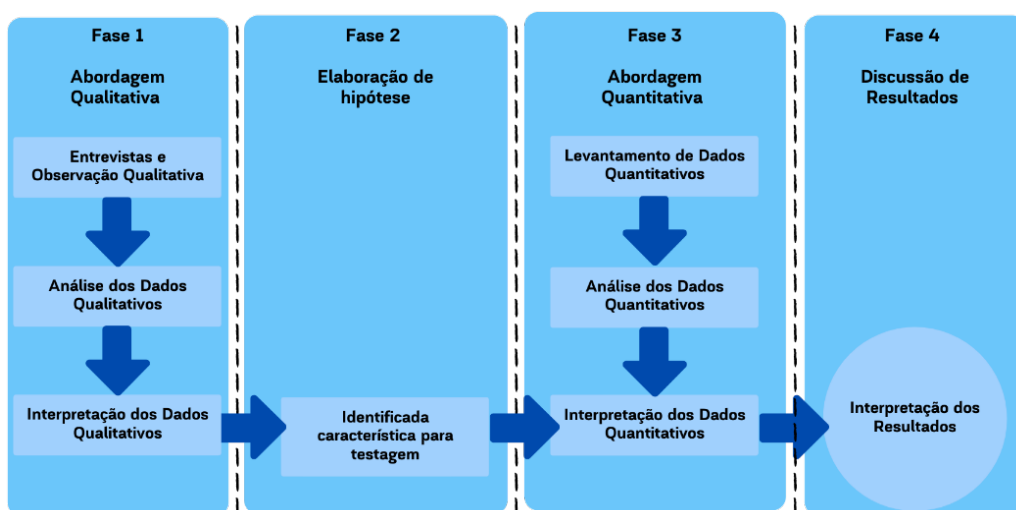 Fase 1
Abordagem
Qualitativa
Entrevistas e
Observação Qualitativa
Análise dos Dados
Qualitativos
Interpretação dos Dados
Qualitativos
Fase 2
Elaboração de
hipótese
Identificada
característica para
testagem
Fase 3
Abordagem
Quantitativa
Levantamento de Dados
Quantitativos
Análise dos Dados
Quantitativos
Interpretação dos Dados
Quantitativos
Fase 4
Discussão de
Resultados
Interpretação dos
Resultados